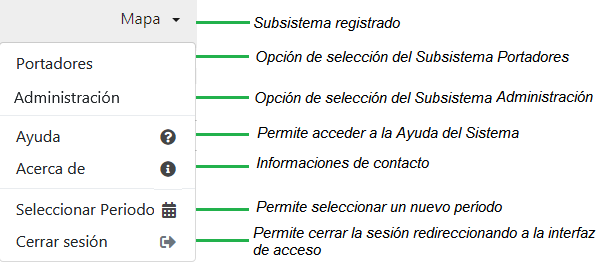 Mapa
Subsistema registrado
Portadores
Opción de selección del Subsistema Portadores
Administración
Opción de selección del Subsistema Administración
Ayuda
Permite acceder a la Ayuda del Sistema
Acerca de
Informaciones de contacto
Seleccionar Periodo
Permite seleccionar un nuevo período
Cerrar sesión
Permite cerrar la sesión redireccionando a la interfaz
de acceso